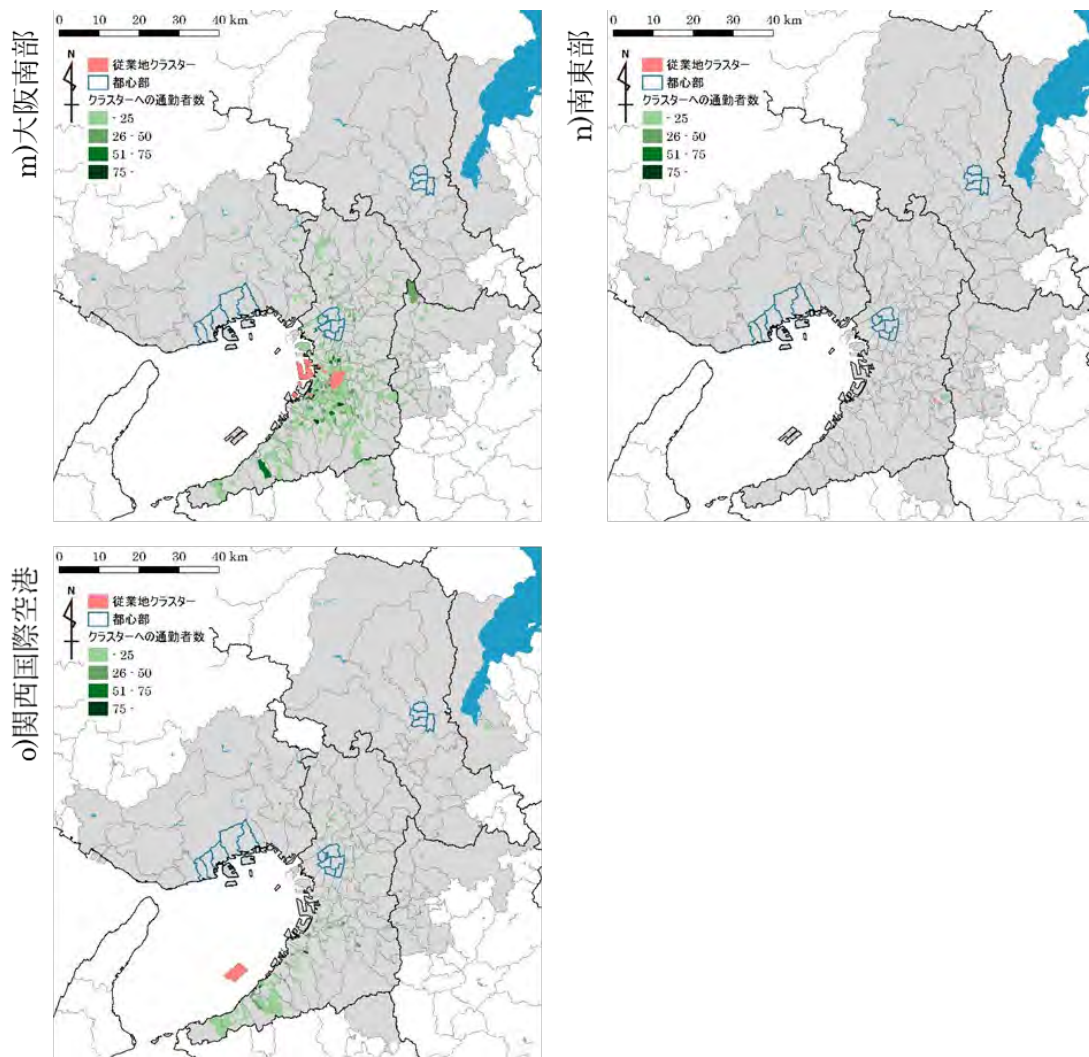 m)大阪南部
0 10 20 30 40 km
N
従業地クラスター
都心部
クラスターへの通勤者数
- 25
26 - 50
51 - 75
75 -
n)南東部
0 10 20 30 40 km
N
従業地クラスター
都心部
クラスターへの通勤者数
- 25
26 - 50
51 - 75
75 -
o)関西国際空港
0 10 20 30 40 km
N
従業地クラスター
都心部
クラスターへの通勤者数
- 25
26 - 50
51 - 75
75 -